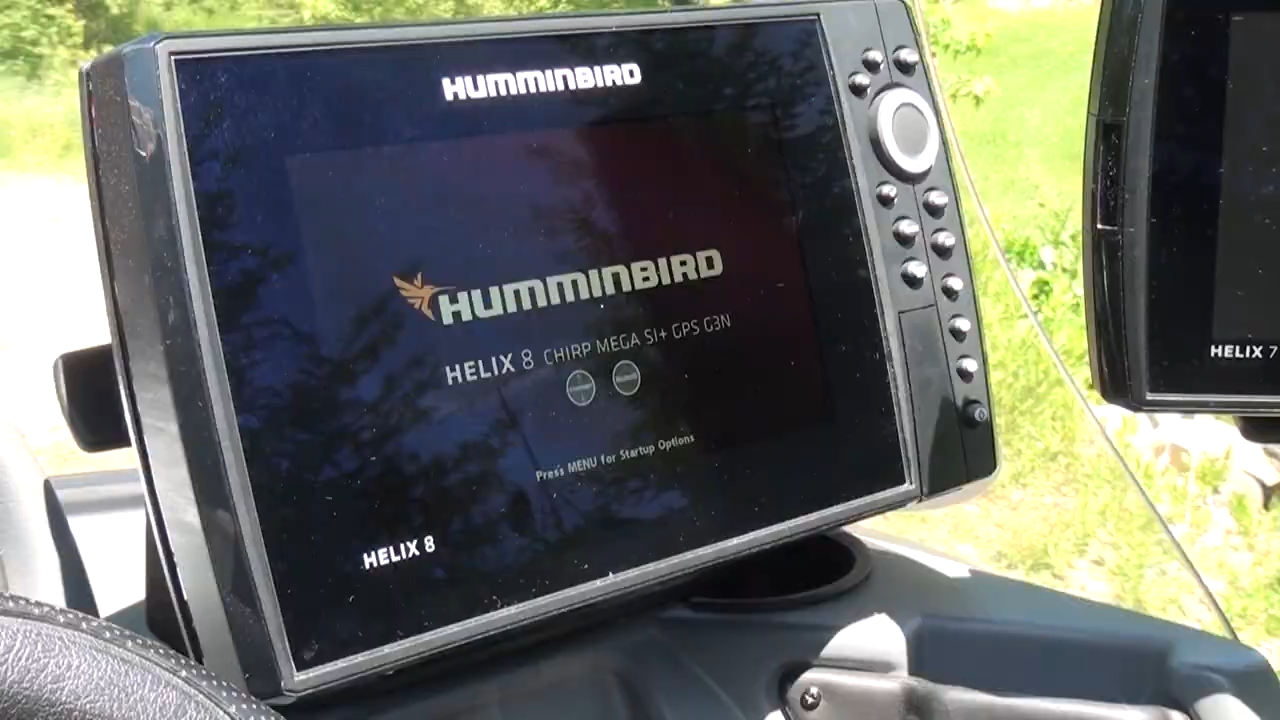 HUMMINBIRD
HUMMINBIRD
HELIX 8 CHIRP MEGA SI+ GPS G3N
Press MENU for Startup Options
HELIX 8
HELIX 7